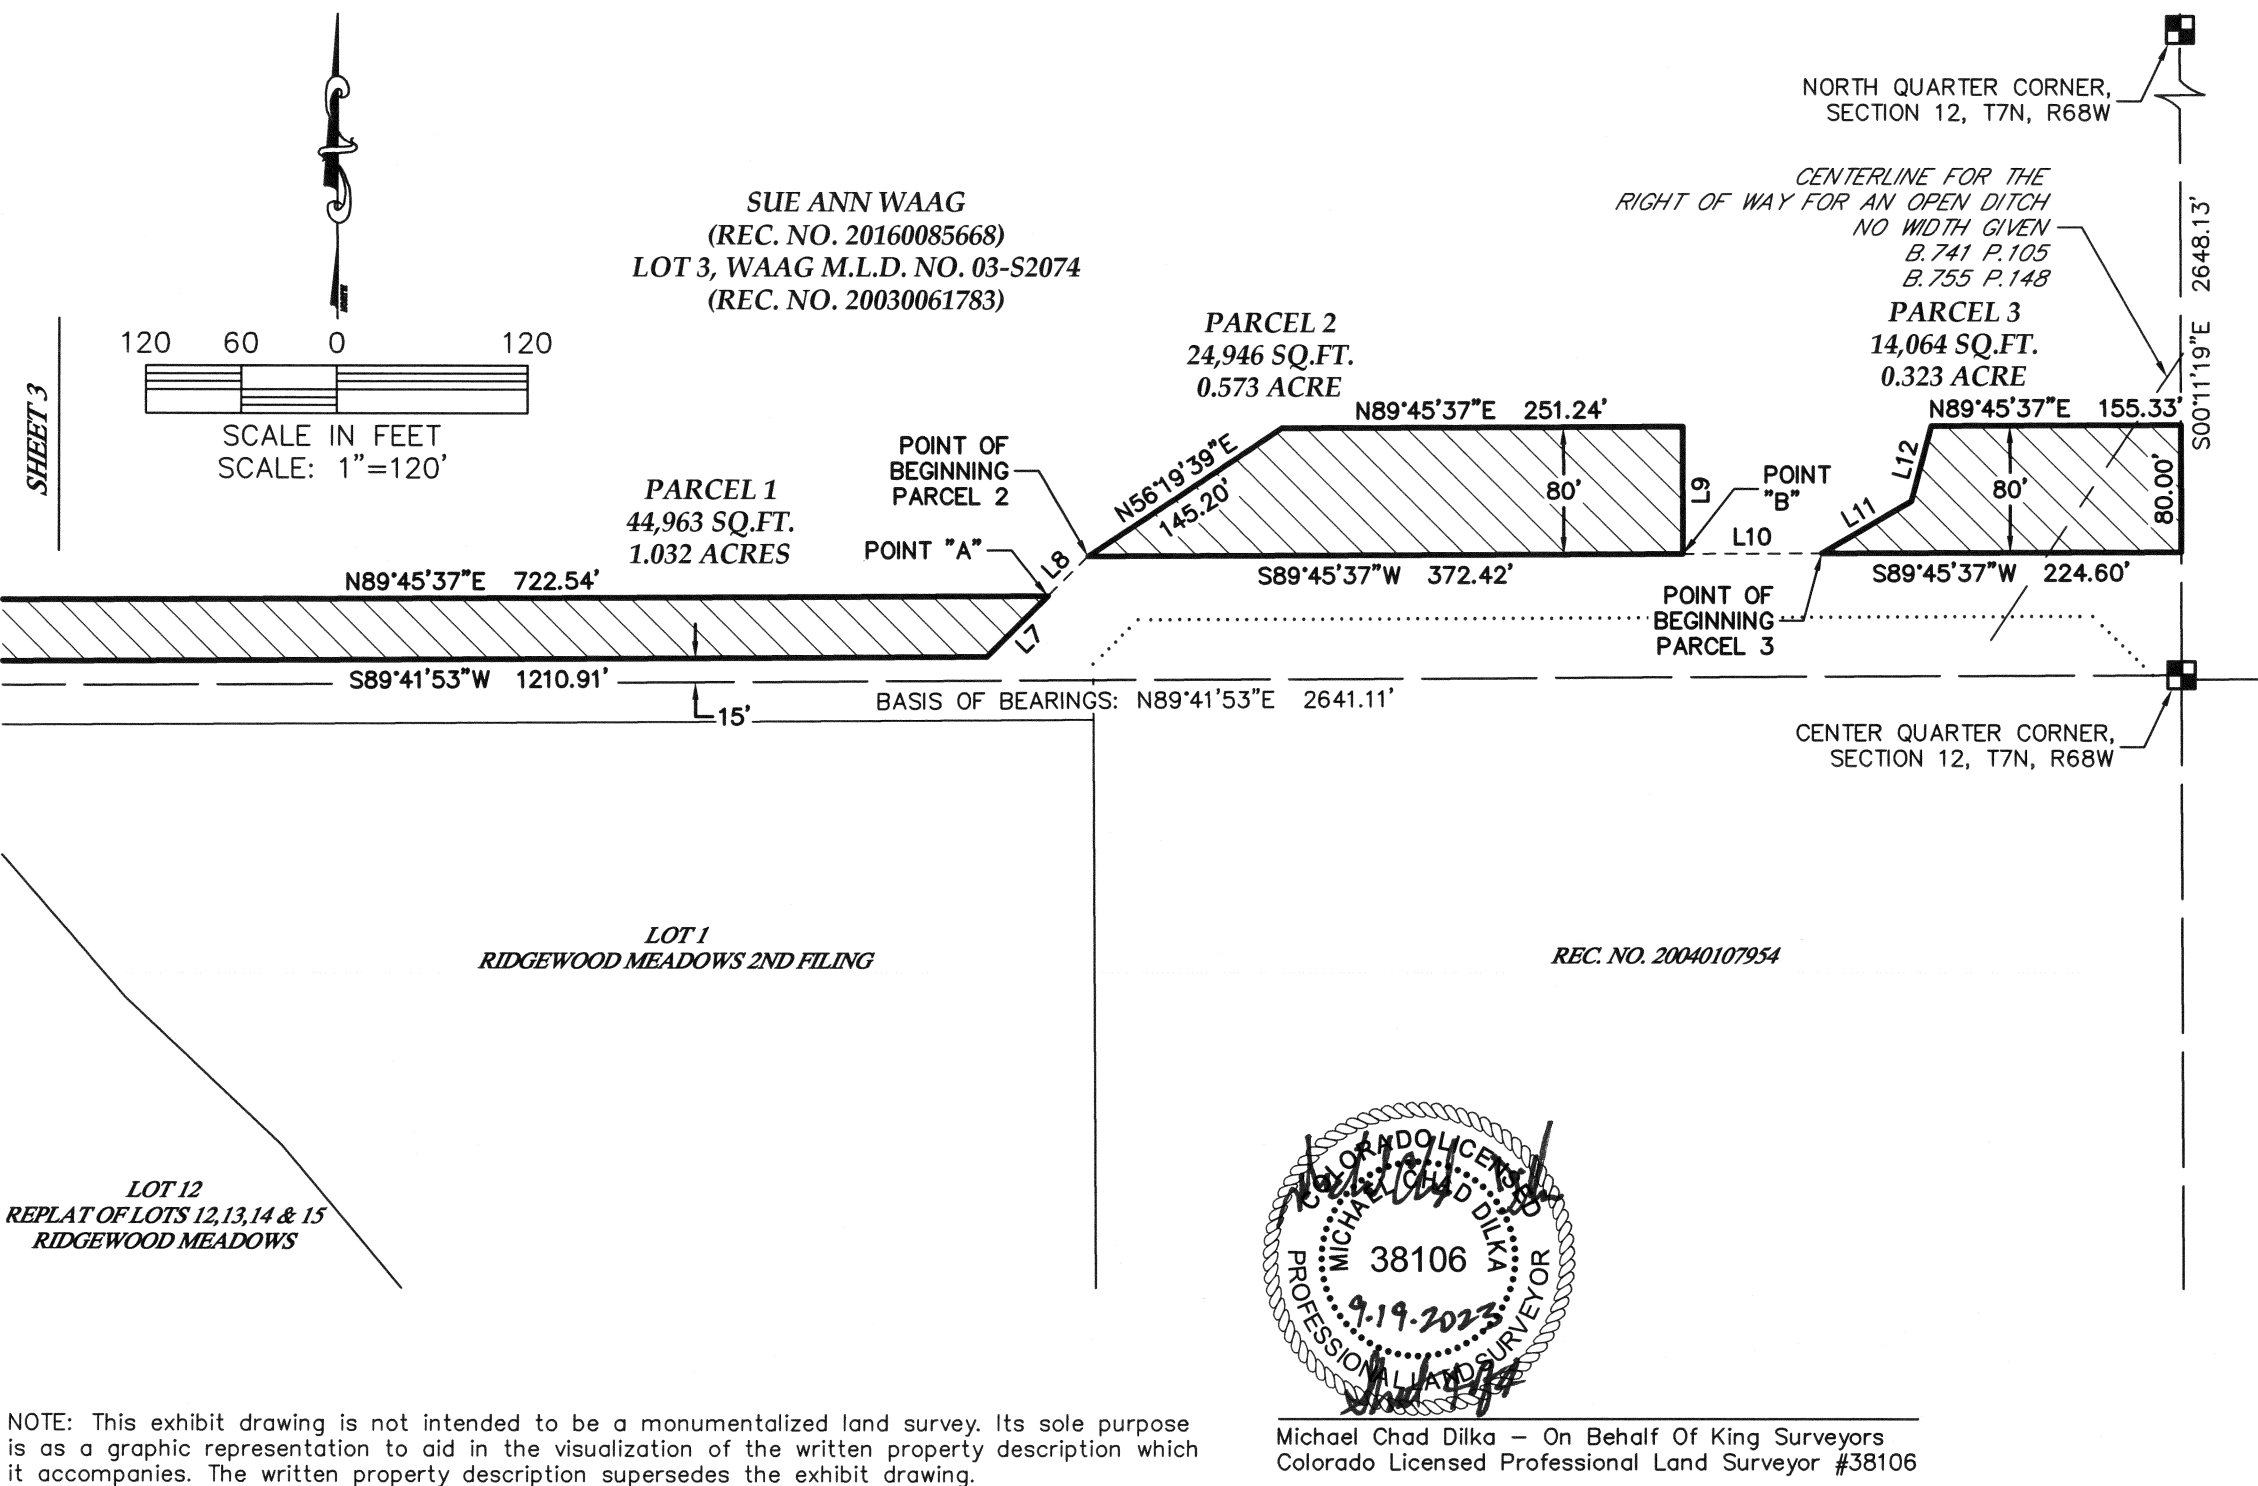 NORTH QUARTER CORNER,
SECTION 12, T7N, R68W
CENTERLINE FOR THE
RIGHT OF WAY FOR AN OPEN DITCH
NO WIDTH GIVEN
B.741 P.105
B.755 P.148
S00°11'19"E 2648.13'
NORTH
SUE ANN WAAG
(REC. NO. 20160085668)
LOT 3, WAAG M.L.D. NO. 03-S2074
(REC. NO. 20030061783)
SHEET 3
120 60 0 120
SCALE IN FEET
SCALE: 1"=120'
PARCEL 1
44,963 SQ.FT.
1.032 ACRES
POINT OF
BEGINNING
PARCEL 2
POINT "A"
PARCEL 2
24,946 SQ.FT.
0.573 ACRE
PARCEL 3
14,064 SQ.FT.
0.323 ACRE
N89°45'37"E 251.24'
N89°45'37"E 155.33'
N56°19'39"E
145.20'
80'
L9
POINT
"B"
L10
L11
L12
80'
80.00'
L8
S89°45'37"W 372.42'
S89°45'37"W 224.60'
N89°45'37"E 722.54'
L7
POINT OF
BEGINNING
PARCEL 3
S89°41'53"W 1210.91'
15'
BASIS OF BEARINGS: N89°41'53"E 2641.11'
CENTER QUARTER CORNER,
SECTION 12, T7N, R68W
LOT 1
RIDGEWOOD MEADOWS 2ND FILING
REC. NO. 20040107954
LOT 12
REPLAT OF LOTS 12,13,14 & 15
RIDGEWOOD MEADOWS
COLORADO LICENSED
MICHAEL CHAD DILKA
38106
9.19.2023
PROFESSIONAL LAND SURVEYOR
NOTE: This exhibit drawing is not intended to be a monumentalized land survey. Its sole purpose
is as a graphic representation to aid in the visualization of the written property description which
it accompanies. The written property description supersedes the exhibit drawing.
Michael Chad Dilka – On Behalf Of King Surveyors
Colorado Licensed Professional Land Surveyor #38106